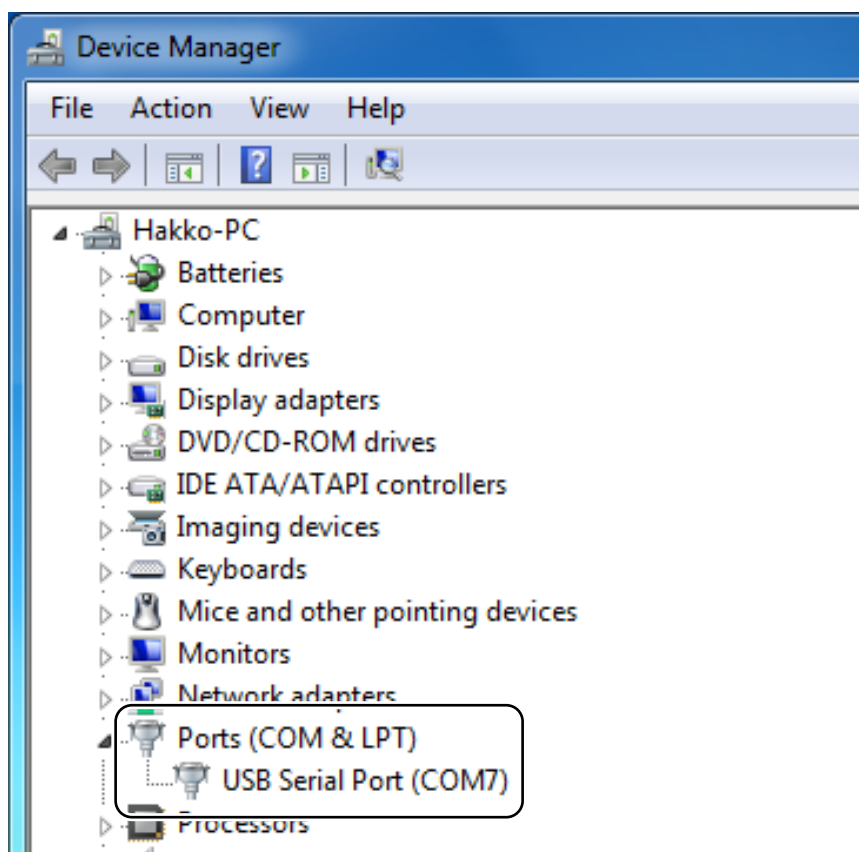 Device Manager
File Action View Help
Hakko-PC
Batteries
Computer
Disk drives
Display adapters
DVD/CD-ROM drives
IDE ATA/ATAPI controllers
Imaging devices
Keyboards
Mice and other pointing devices
Monitors
Network adapters
Ports (COM & LPT)
USB Serial Port (COM7)
Processors